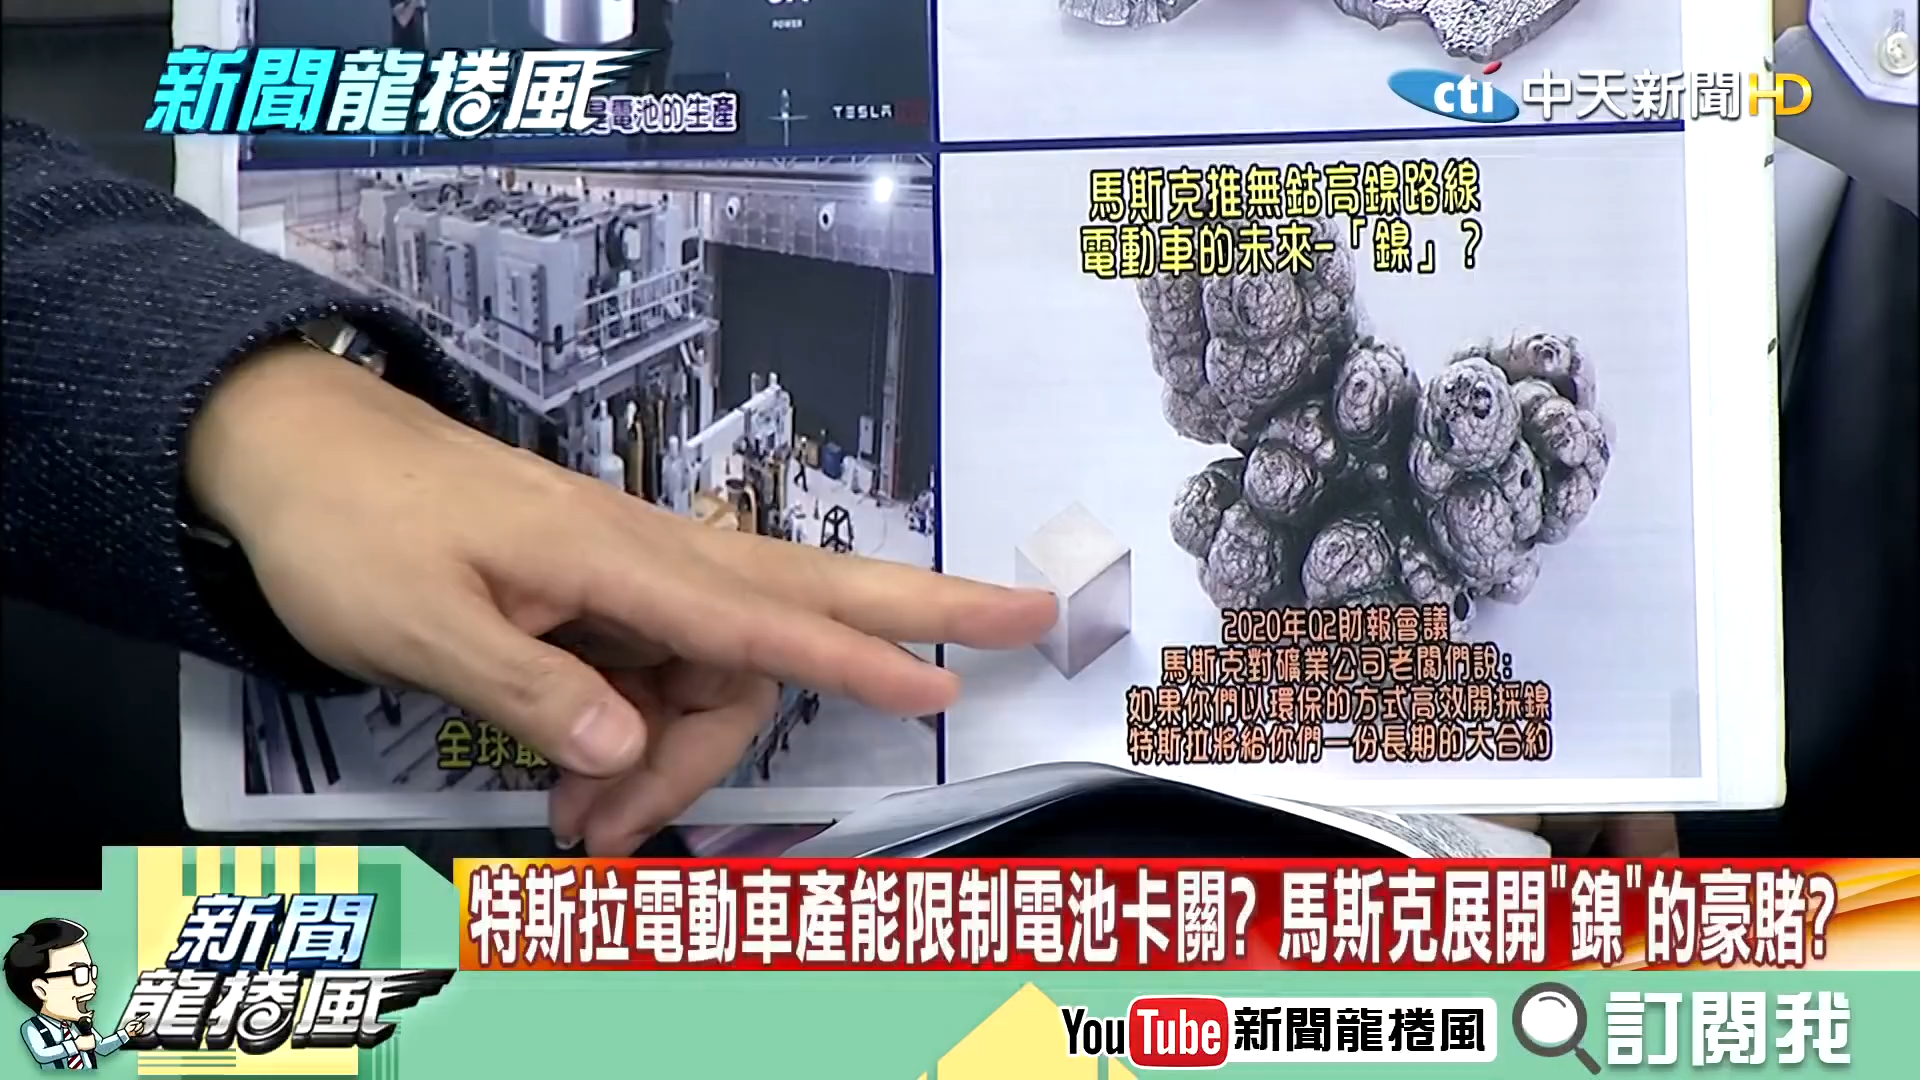 POWER
新聞龍捲風
是電池的生產
TESLA
cti 中天新聞HD
馬斯克推無鈷高鎳路線
電動車的未來-「鎳」?
2020年Q2財報會議
馬斯克對礦業公司老闆們說:
如果你們以環保的方式高效開採鎳
特斯拉將給你們一份長期的大合約
全球最
特斯拉電動車產能限制電池卡關? 馬斯克展開"鎳"的豪賭?
新聞
龍捲風
YouTube 新聞龍捲風
訂閱我